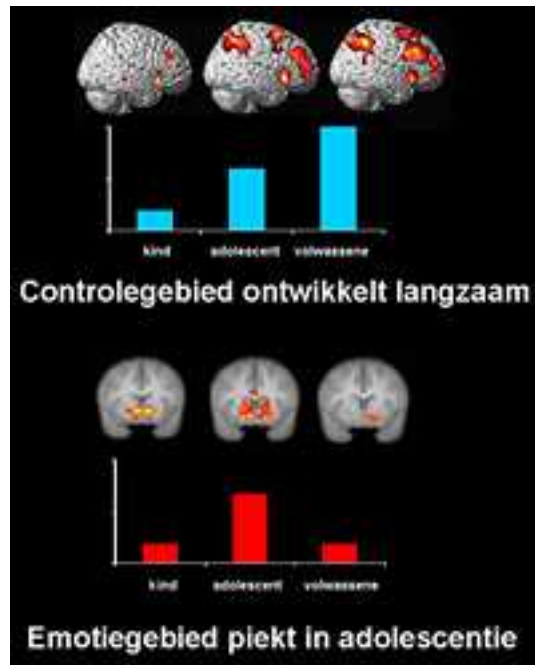 kind adolescent volwassene
Controlegebied ontwikkelt langzaam
kind adolescent volwassene
Emotiegebied piekt in adolescentie